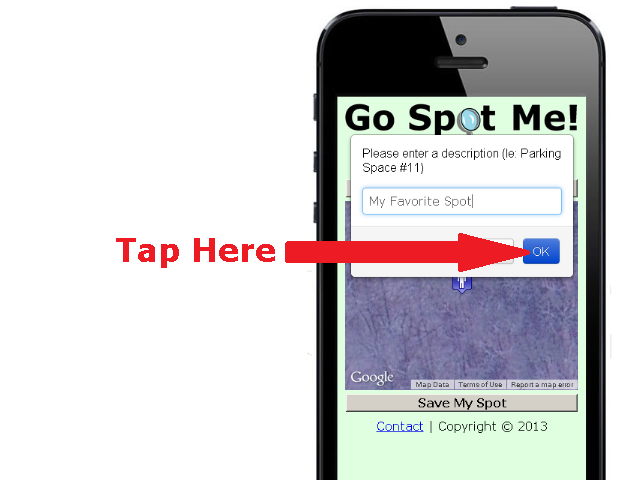 Go Spot Me!
Please enter a description (Ie: Parking
Space #11)
My Favorite Spot
Tap Here
OK
Google
Map Data
Terms of Use
Report a map error
Save My Spot
Contact | Copyright © 2013